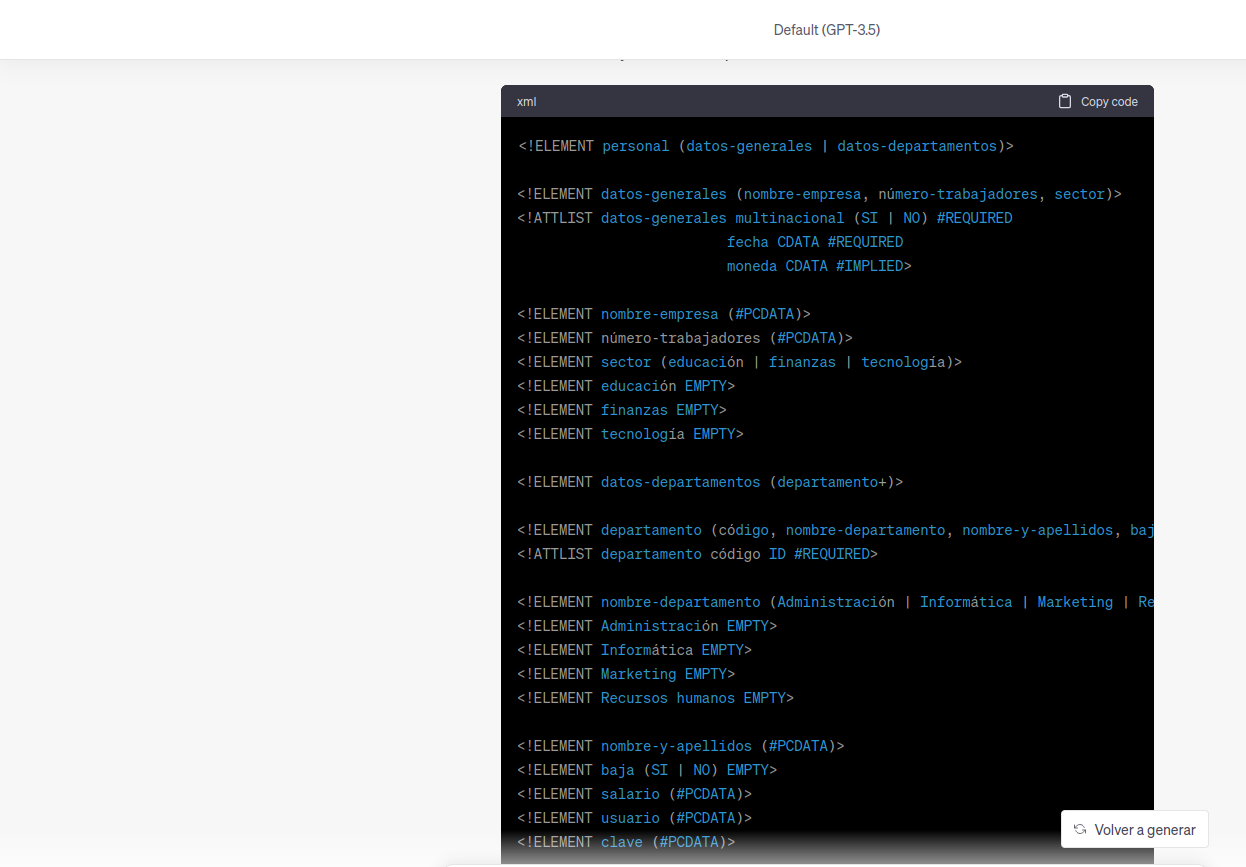 Default (GPT-3.5)
xml
Copy code
<!ELEMENT personal (datos-generales | datos-departamentos)>
<!ELEMENT datos-generales (nombre-empresa, número-trabajadores, sector)>
<!ATTLIST datos-generales multinacional (SI | NO) #REQUIRED
fecha CDATA #REQUIRED
moneda CDATA #IMPLIED>
<!ELEMENT nombre-empresa (#PCDATA)>
<!ELEMENT número-trabajadores (#PCDATA)>
<!ELEMENT sector (educación | finanzas | tecnología)>
<!ELEMENT educación EMPTY>
<!ELEMENT finanzas EMPTY>
<!ELEMENT tecnología EMPTY>
<!ELEMENT datos-departamentos (departamento+)>
<!ELEMENT departamento (código, nombre-departamento, nombre-y-apellidos, baj
<!ATTLIST departamento código ID #REQUIRED>
<!ELEMENT nombre-departamento (Administración | Informática | Marketing | Re
<!ELEMENT Administración EMPTY>
<!ELEMENT Informática EMPTY>
<!ELEMENT Marketing EMPTY>
<!ELEMENT Recursos humanos EMPTY>
<!ELEMENT nombre-y-apellidos (#PCDATA)>
<!ELEMENT baja (SI | NO) EMPTY>
<!ELEMENT salario (#PCDATA)>
<!ELEMENT usuario (#PCDATA)>
<!ELEMENT clave (#PCDATA)>
Volver a generar